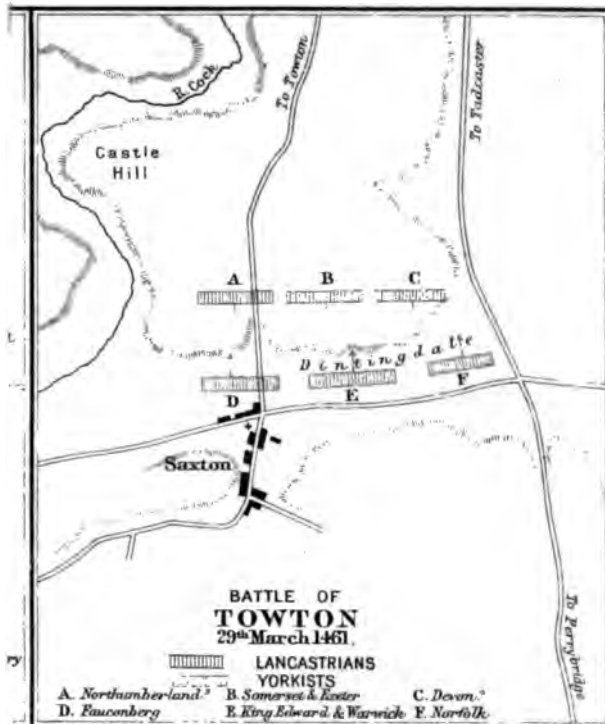 R. Cock
To Towton
To Tadcaster
Castle
Hill
A B C
Dintingdale
D E F
Saxton
To Ferrybridge
BATTLE OF
TOWTON
29th March 1461.
LANCASTRIANS
YORKISTS
A. Northumberland B. Somerset & Exeter C. Devon
D. Fauconberg E. King Edward & Warwick F. Norfolk